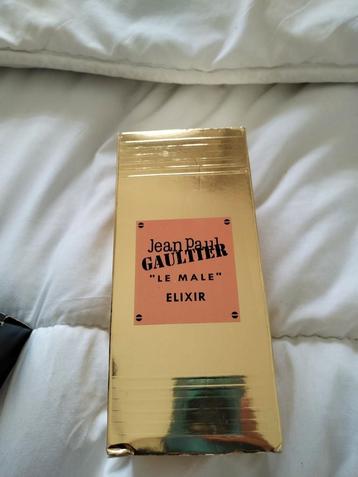 Jean Paul
GAULTIER
"LE MALE"
ELIXIR